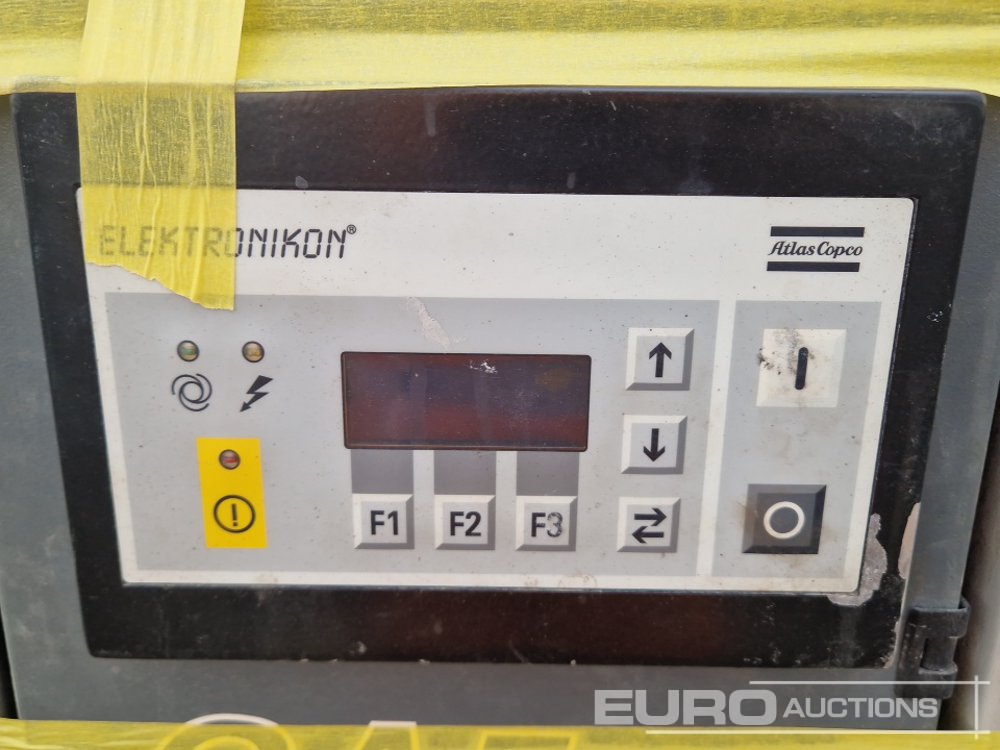 ELEKTRONIKON®
Atlas Copco
F1 F2 F3
EURO AUCTIONS